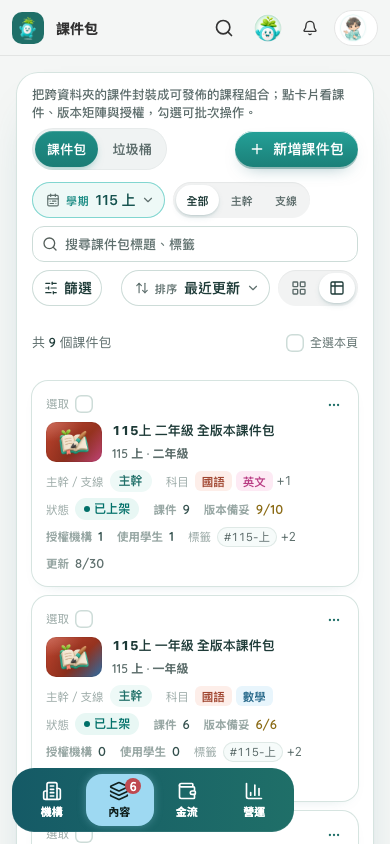 課件包
把跨資料夾的課件封裝成可發佈的課程組合；點卡片看課
件、版本矩陣與授權，勾選可批次操作。
課件包 垃圾桶 新增課件包
學期 115 上 全部 主幹 支線
搜尋課件包標題、標籤
篩選 排序 最近更新
共 9 個課件包 全選本頁
選取
115上 二年級 全版本課件包
115 上 · 二年級
主幹 / 支線 主幹 科目 國語 英文 +1
狀態 已上架 課件 9 版本備妥 9/10
授權機構 1 使用學生 1 標籤 #115-上 +2
更新 8/30
選取
115上 一年級 全版本課件包
115 上 · 一年級
主幹 / 支線 主幹 科目 國語 數學
狀態 已上架 課件 6 版本備妥 6/6
授權機構 0 使用學生 0 標籤 #115-上 +2
6
機構 內容 金流 營運
選取